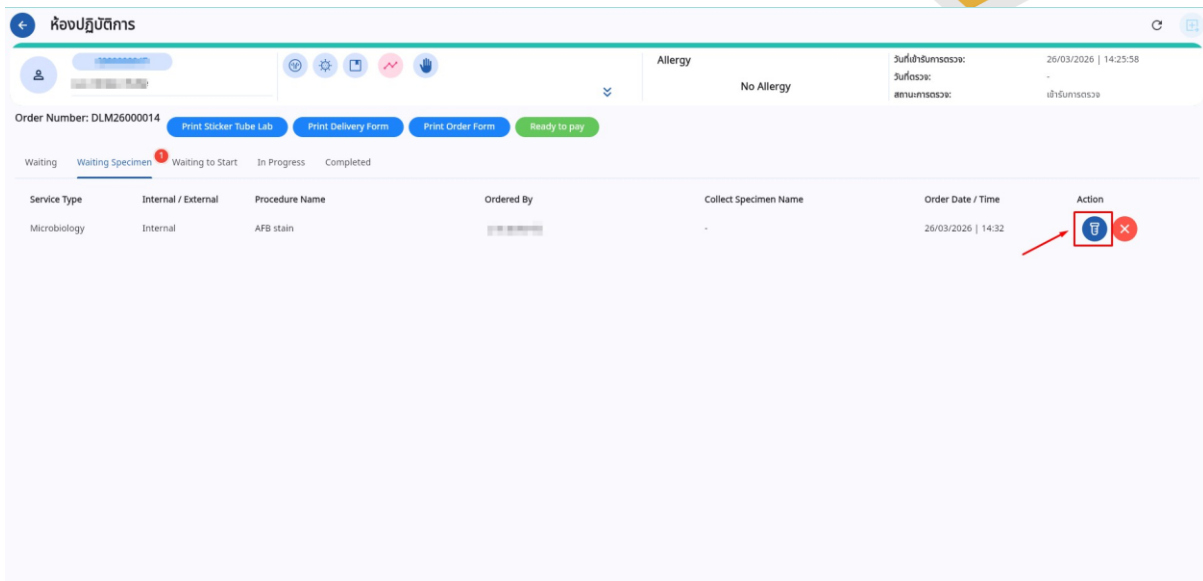 ห้องปฏิบัติการ
Allergy
No Allergy
วันที่เข้ารับการตรวจ: 26/03/2026 | 14:25:58
วันที่ตรวจ: -
สถานะการตรวจ: เข้ารับการตรวจ
Order Number: DLM26000014 Print Sticker Tube Lab Print Delivery Form Print Order Form Ready to pay
Waiting Waiting Specimen 1 Waiting to Start In Progress Completed
Service Type Internal / External Procedure Name Ordered By Collect Specimen Name Order Date / Time Action
Microbiology Internal AFB stain - 26/03/2026 | 14:32